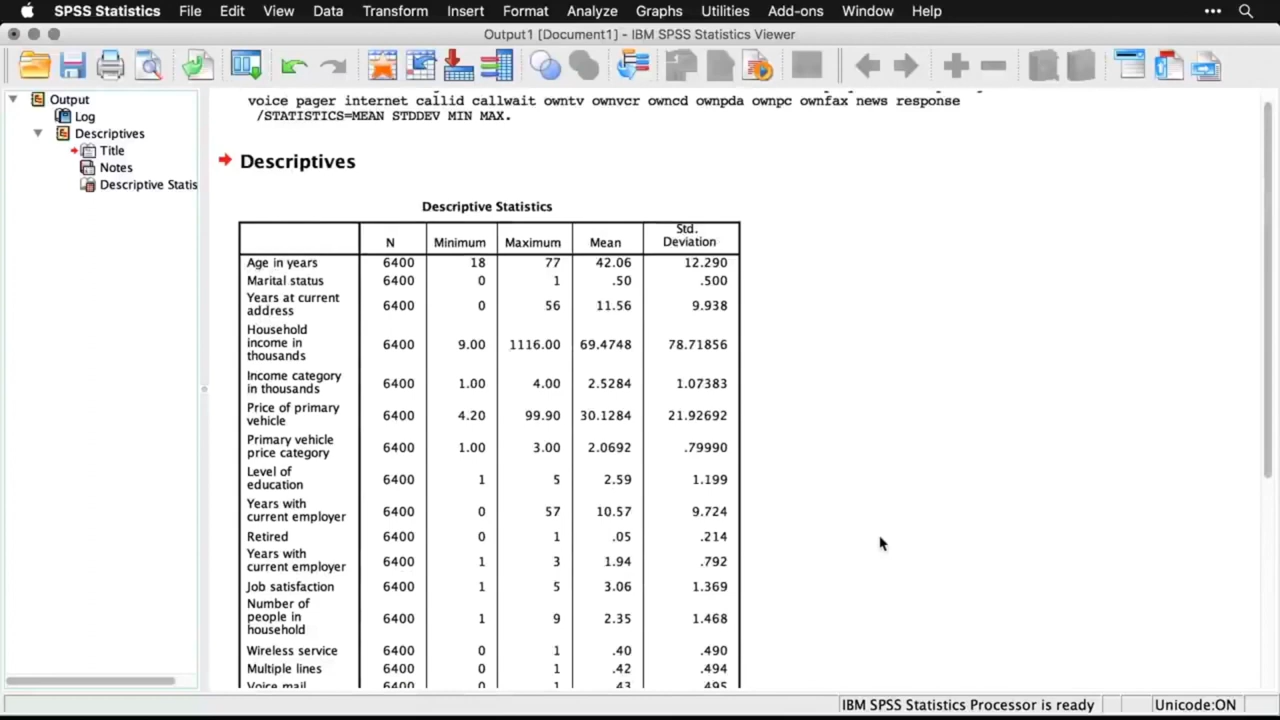 SPSS Statistics File Edit View Data Transform Insert Format Analyze Graphs Utilities Add-ons Window Help
Output1 [Document1] - IBM SPSS Statistics Viewer
Output
Log
Descriptives
Title
Notes
Descriptive Statis
voice pager internet callid callwait owntv ownvcr owncd ownpda ownpc ownfax news response
/STATISTICS=MEAN STDDEV MIN MAX.
Descriptives
Descriptive Statistics
N Minimum Maximum Mean Std. Deviation
Age in years 6400 18 77 42.06 12.290
Marital status 6400 0 1 .50 .500
Years at current address 6400 0 56 11.56 9.938
Household income in thousands 6400 9.00 1116.00 69.4748 78.71856
Income category in thousands 6400 1.00 4.00 2.5284 1.07383
Price of primary vehicle 6400 4.20 99.90 30.1284 21.92692
Primary vehicle price category 6400 1.00 3.00 2.0692 .79990
Level of education 6400 1 5 2.59 1.199
Years with current employer 6400 0 57 10.57 9.724
Retired 6400 0 1 .05 .214
Years with current employer 6400 1 3 1.94 .792
Job satisfaction 6400 1 5 3.06 1.369
Number of people in household 6400 1 9 2.35 1.468
Wireless service 6400 0 1 .40 .490
Multiple lines 6400 0 1 .42 .494
Voice mail 6400 0 1 .43 .495
IBM SPSS Statistics Processor is ready
Unicode:ON